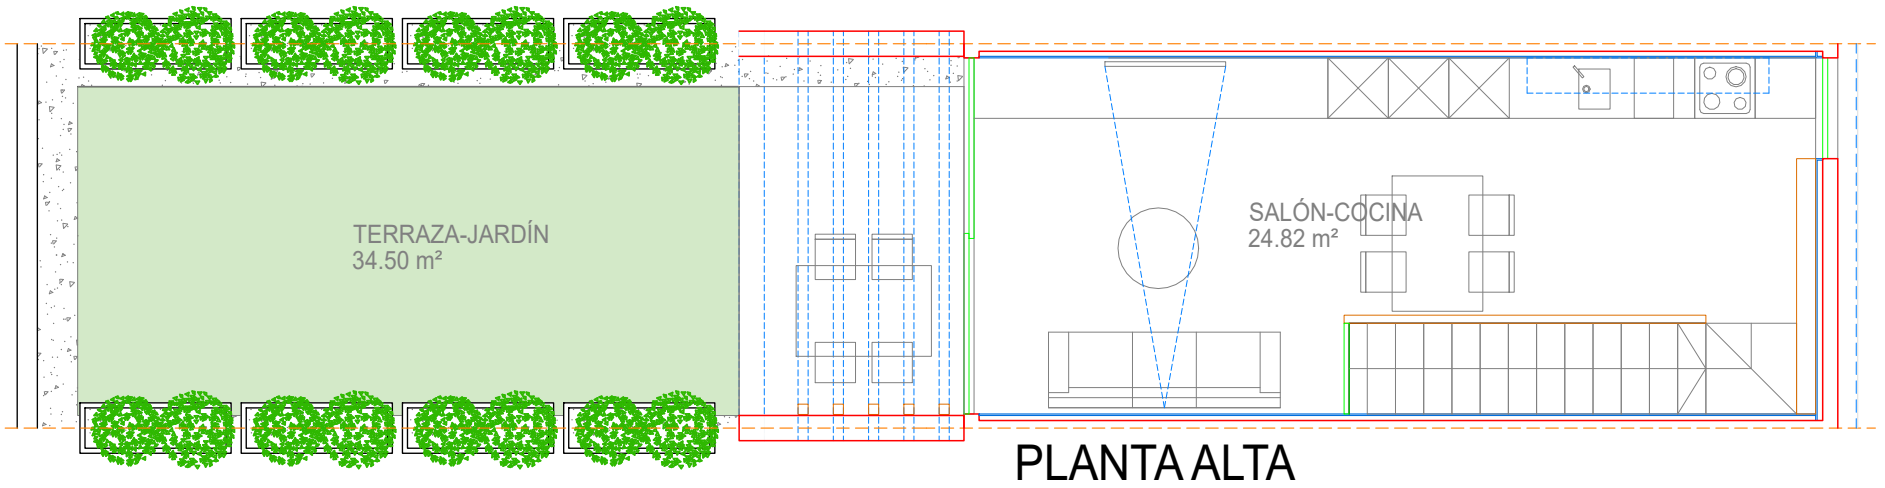 TERRAZA-JARDÍN
34.50 m²
SALÓN-COCINA
24.82 m²
PLANTA ALTA